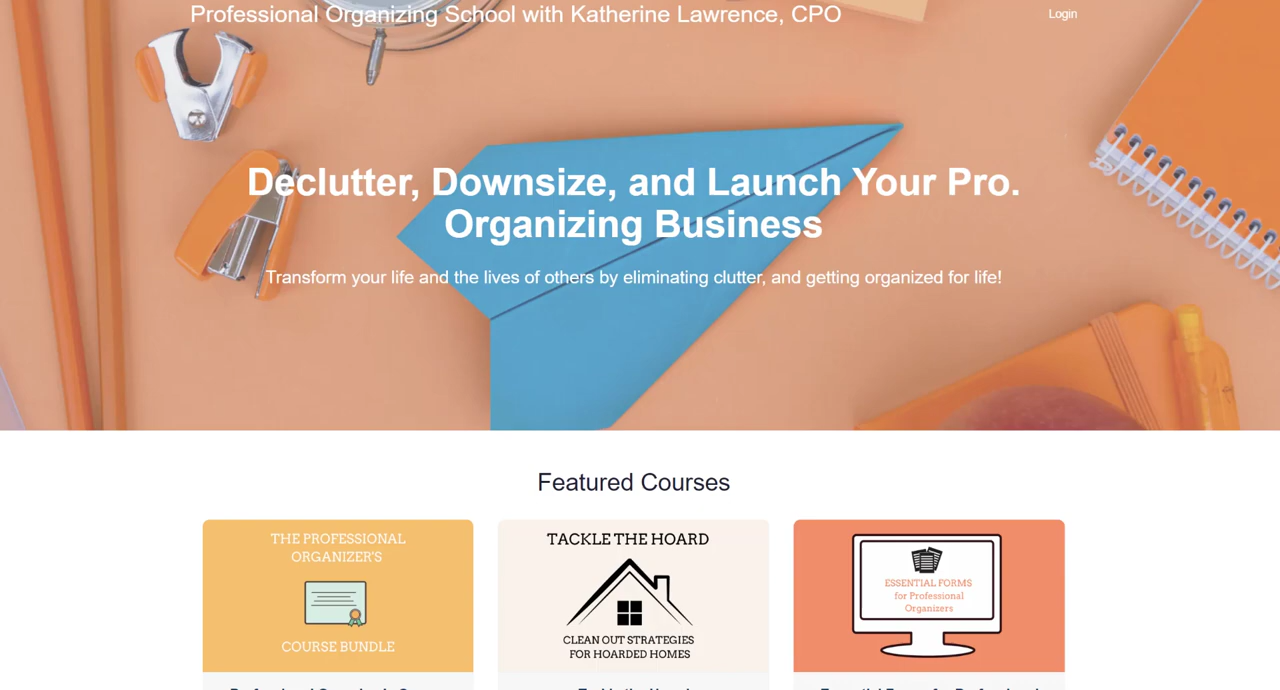 Professional Organizing School with Katherine Lawrence, CPO
Login
Declutter, Downsize, and Launch Your Pro.
Organizing Business
Transform your life and the lives of others by eliminating clutter, and getting organized for life!
Featured Courses
THE PROFESSIONAL
ORGANIZER'S
COURSE BUNDLE
TACKLE THE HOARD
CLEAN OUT STRATEGIES
FOR HOARDED HOMES
ESSENTIAL FORMS
for Professional
Organizers